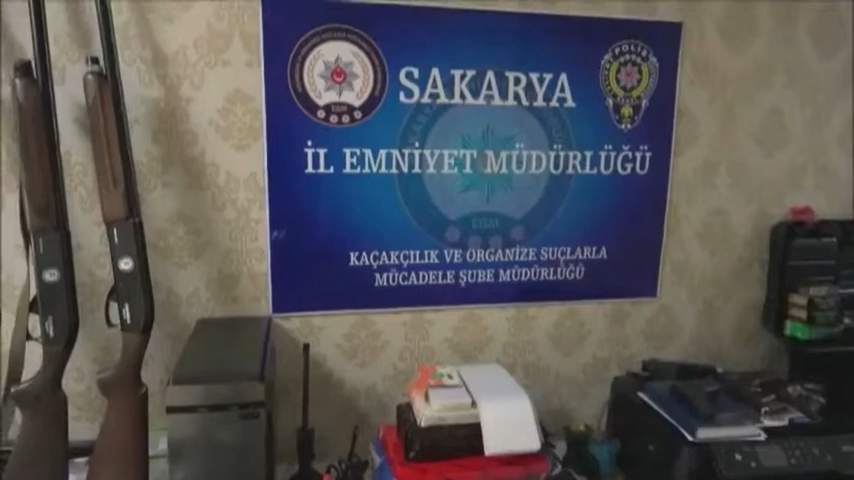 POLİS
SAKARYA
İL EMNİYET MÜDÜRLÜĞÜ
KAÇAKÇILIK VE ORGANİZE SUÇLARLA
MÜCADELE ŞUBE MÜDÜRLÜĞÜ